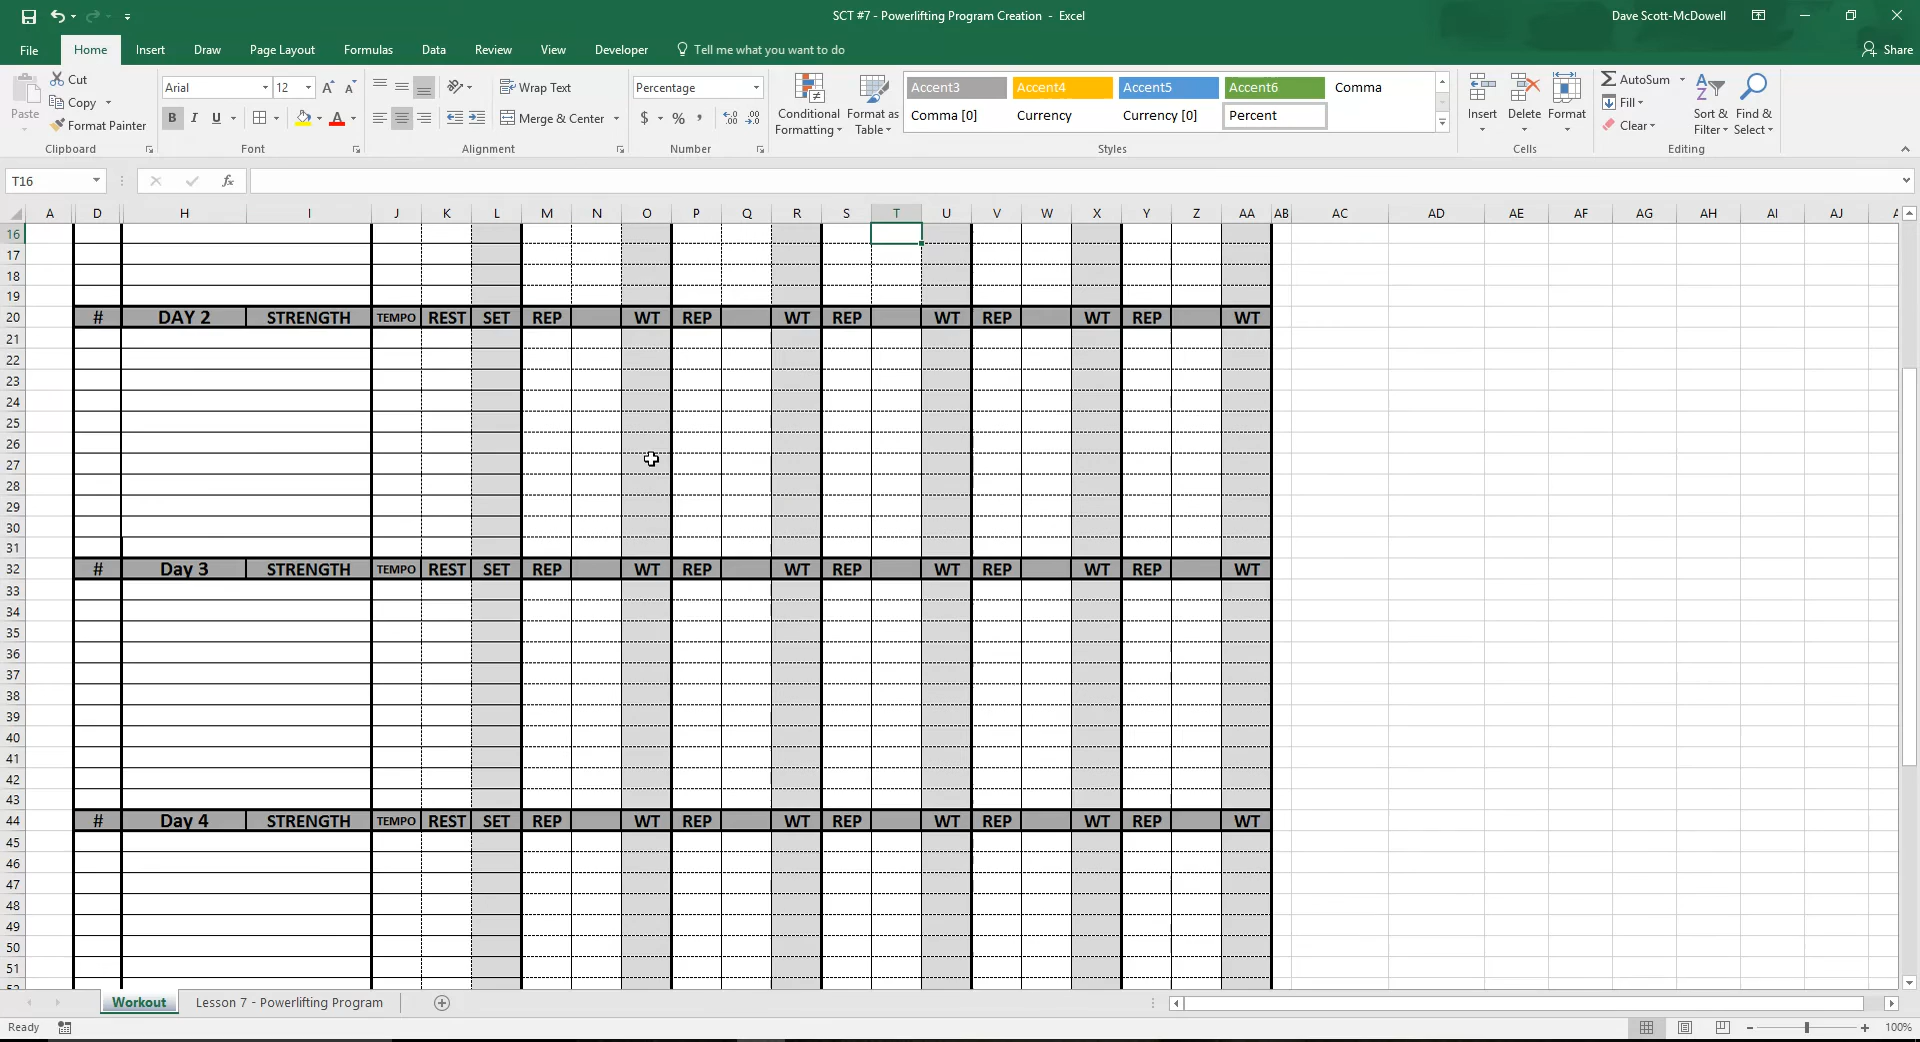 SCT #7 - Powerlifting Program Creation - Excel
Dave Scott-McDowell
File Home Insert Draw Page Layout Formulas Data Review View Developer Tell me what you want to do Share
Paste
Cut
Copy
Format Painter
Clipboard
Arial 12
B I U
Font
Wrap Text
Merge & Center
Alignment
Percentage
$ % ,
Number
Conditional Formatting
Format as Table
Accent3 Accent4 Accent5 Accent6 Comma
Comma [0] Currency Currency [0] Percent
Styles
Insert Delete Format
Cells
AutoSum
Fill
Clear
Sort & Filter
Find & Select
Editing
T16 fx
A D H I J K L M N O P Q R S T U V W X Y Z AA AB AC AD AE AF AG AH AI AJ
16
17
18
19
20 # DAY 2 STRENGTH TEMPO REST SET REP WT REP WT REP WT REP WT REP WT
21
22
23
24
25
26
27
28
29
30
31
32 # Day 3 STRENGTH TEMPO REST SET REP WT REP WT REP WT REP WT REP WT
33
34
35
36
37
38
39
40
41
42
43
44 # Day 4 STRENGTH TEMPO REST SET REP WT REP WT REP WT REP WT REP WT
45
46
47
48
49
50
51
Workout Lesson 7 - Powerlifting Program
Ready 100%